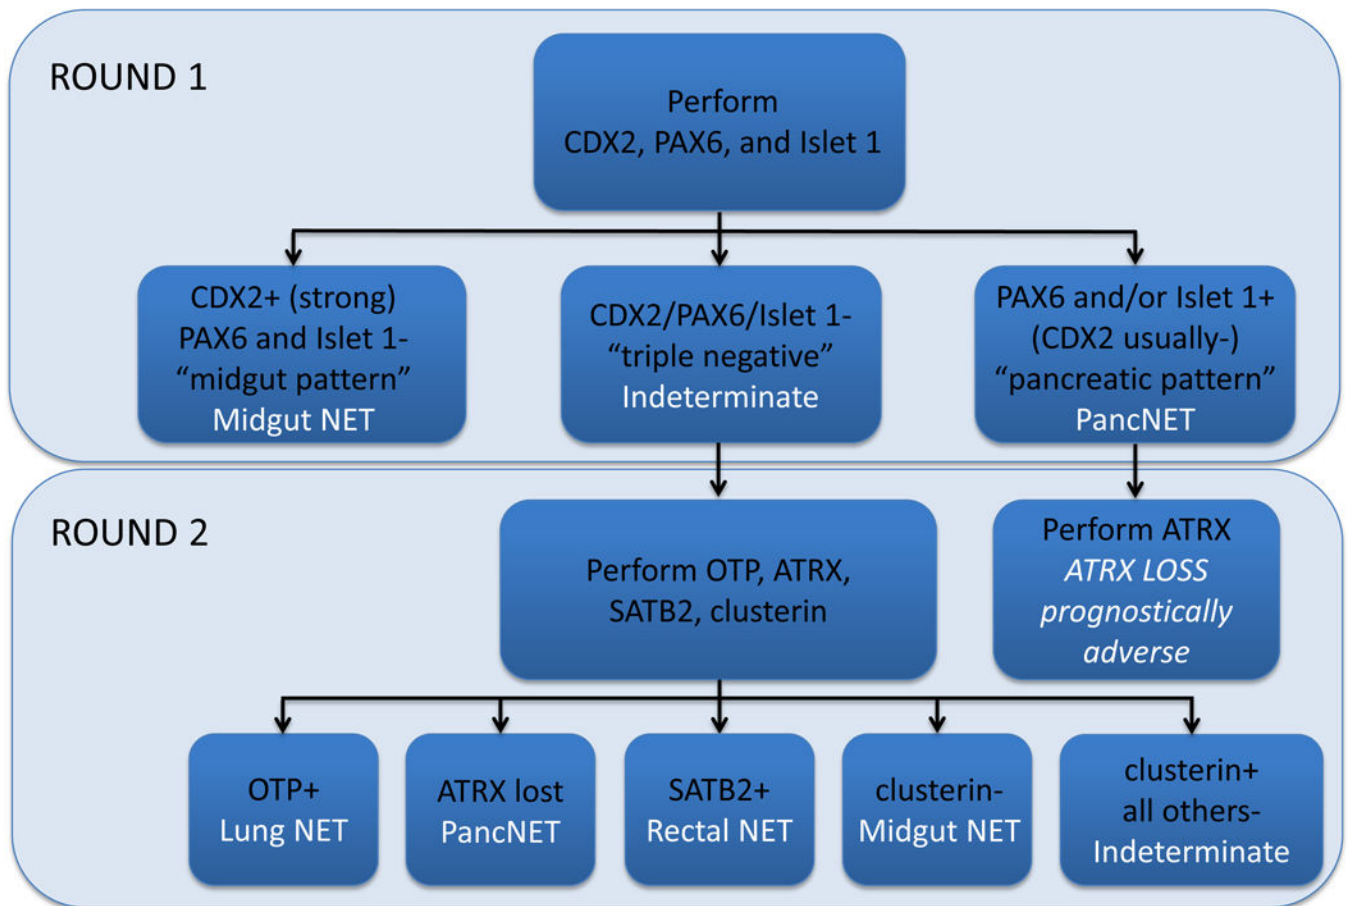 ROUND 1
Perform
CDX2, PAX6, and Islet 1
CDX2+ (strong)
PAX6 and Islet 1-
“midgut pattern”
Midgut NET
CDX2/PAX6/Islet 1-
“triple negative”
Indeterminate
PAX6 and/or Islet 1+
(CDX2 usually-)
“pancreatic pattern”
PancNET
ROUND 2
Perform OTP, ATRX,
SATB2, clusterin
Perform ATRX
ATRX LOSS
prognostically
adverse
OTP+
Lung NET
ATRX lost
PancNET
SATB2+
Rectal NET
clusterin-
Midgut NET
clusterin+
all others-
Indeterminate